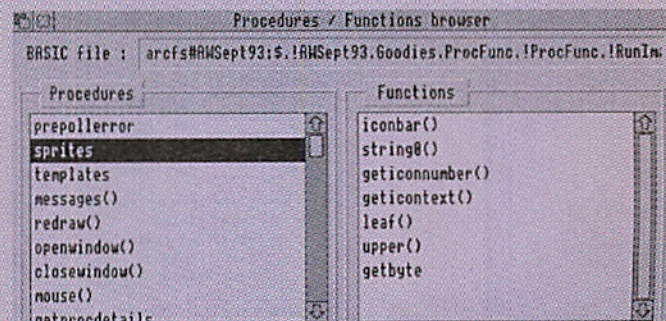 Procedures / Functions browser
BASIC file : arcfs#AWSept93:$.!AWSept93.Goodies.ProcFunc.!ProcFunc.!RunIm
Procedures
prepollerror
sprites
templates
messages()
redraw()
openwindow()
closewindow()
mouse()
getprocdetails
Functions
iconbar()
string0()
geticonnumber()
geticontext()
leaf()
upper()
getbyte